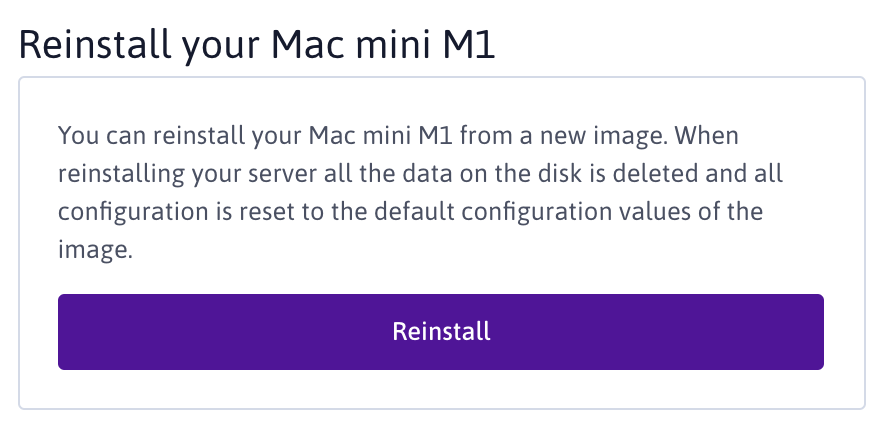 Reinstall your Mac mini M1
You can reinstall your Mac mini M1 from a new image. When
reinstalling your server all the data on the disk is deleted and all
configuration is reset to the default configuration values of the
image.
Reinstall